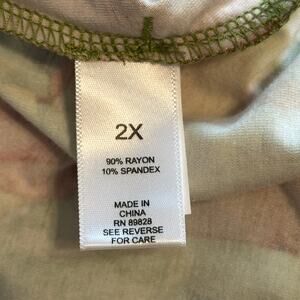 2X
90% RAYON
10% SPANDEX
MADE IN
CHINA
RN 89828
SEE REVERSE
FOR CARE